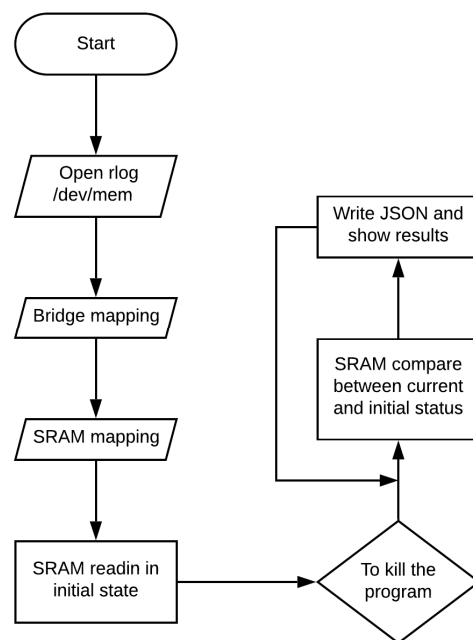 Start
Open rlog
/dev/mem
Bridge mapping
SRAM mapping
SRAM readin in
initial state
To kill the
program
SRAM compare
between current
and initial status
Write JSON and
show results